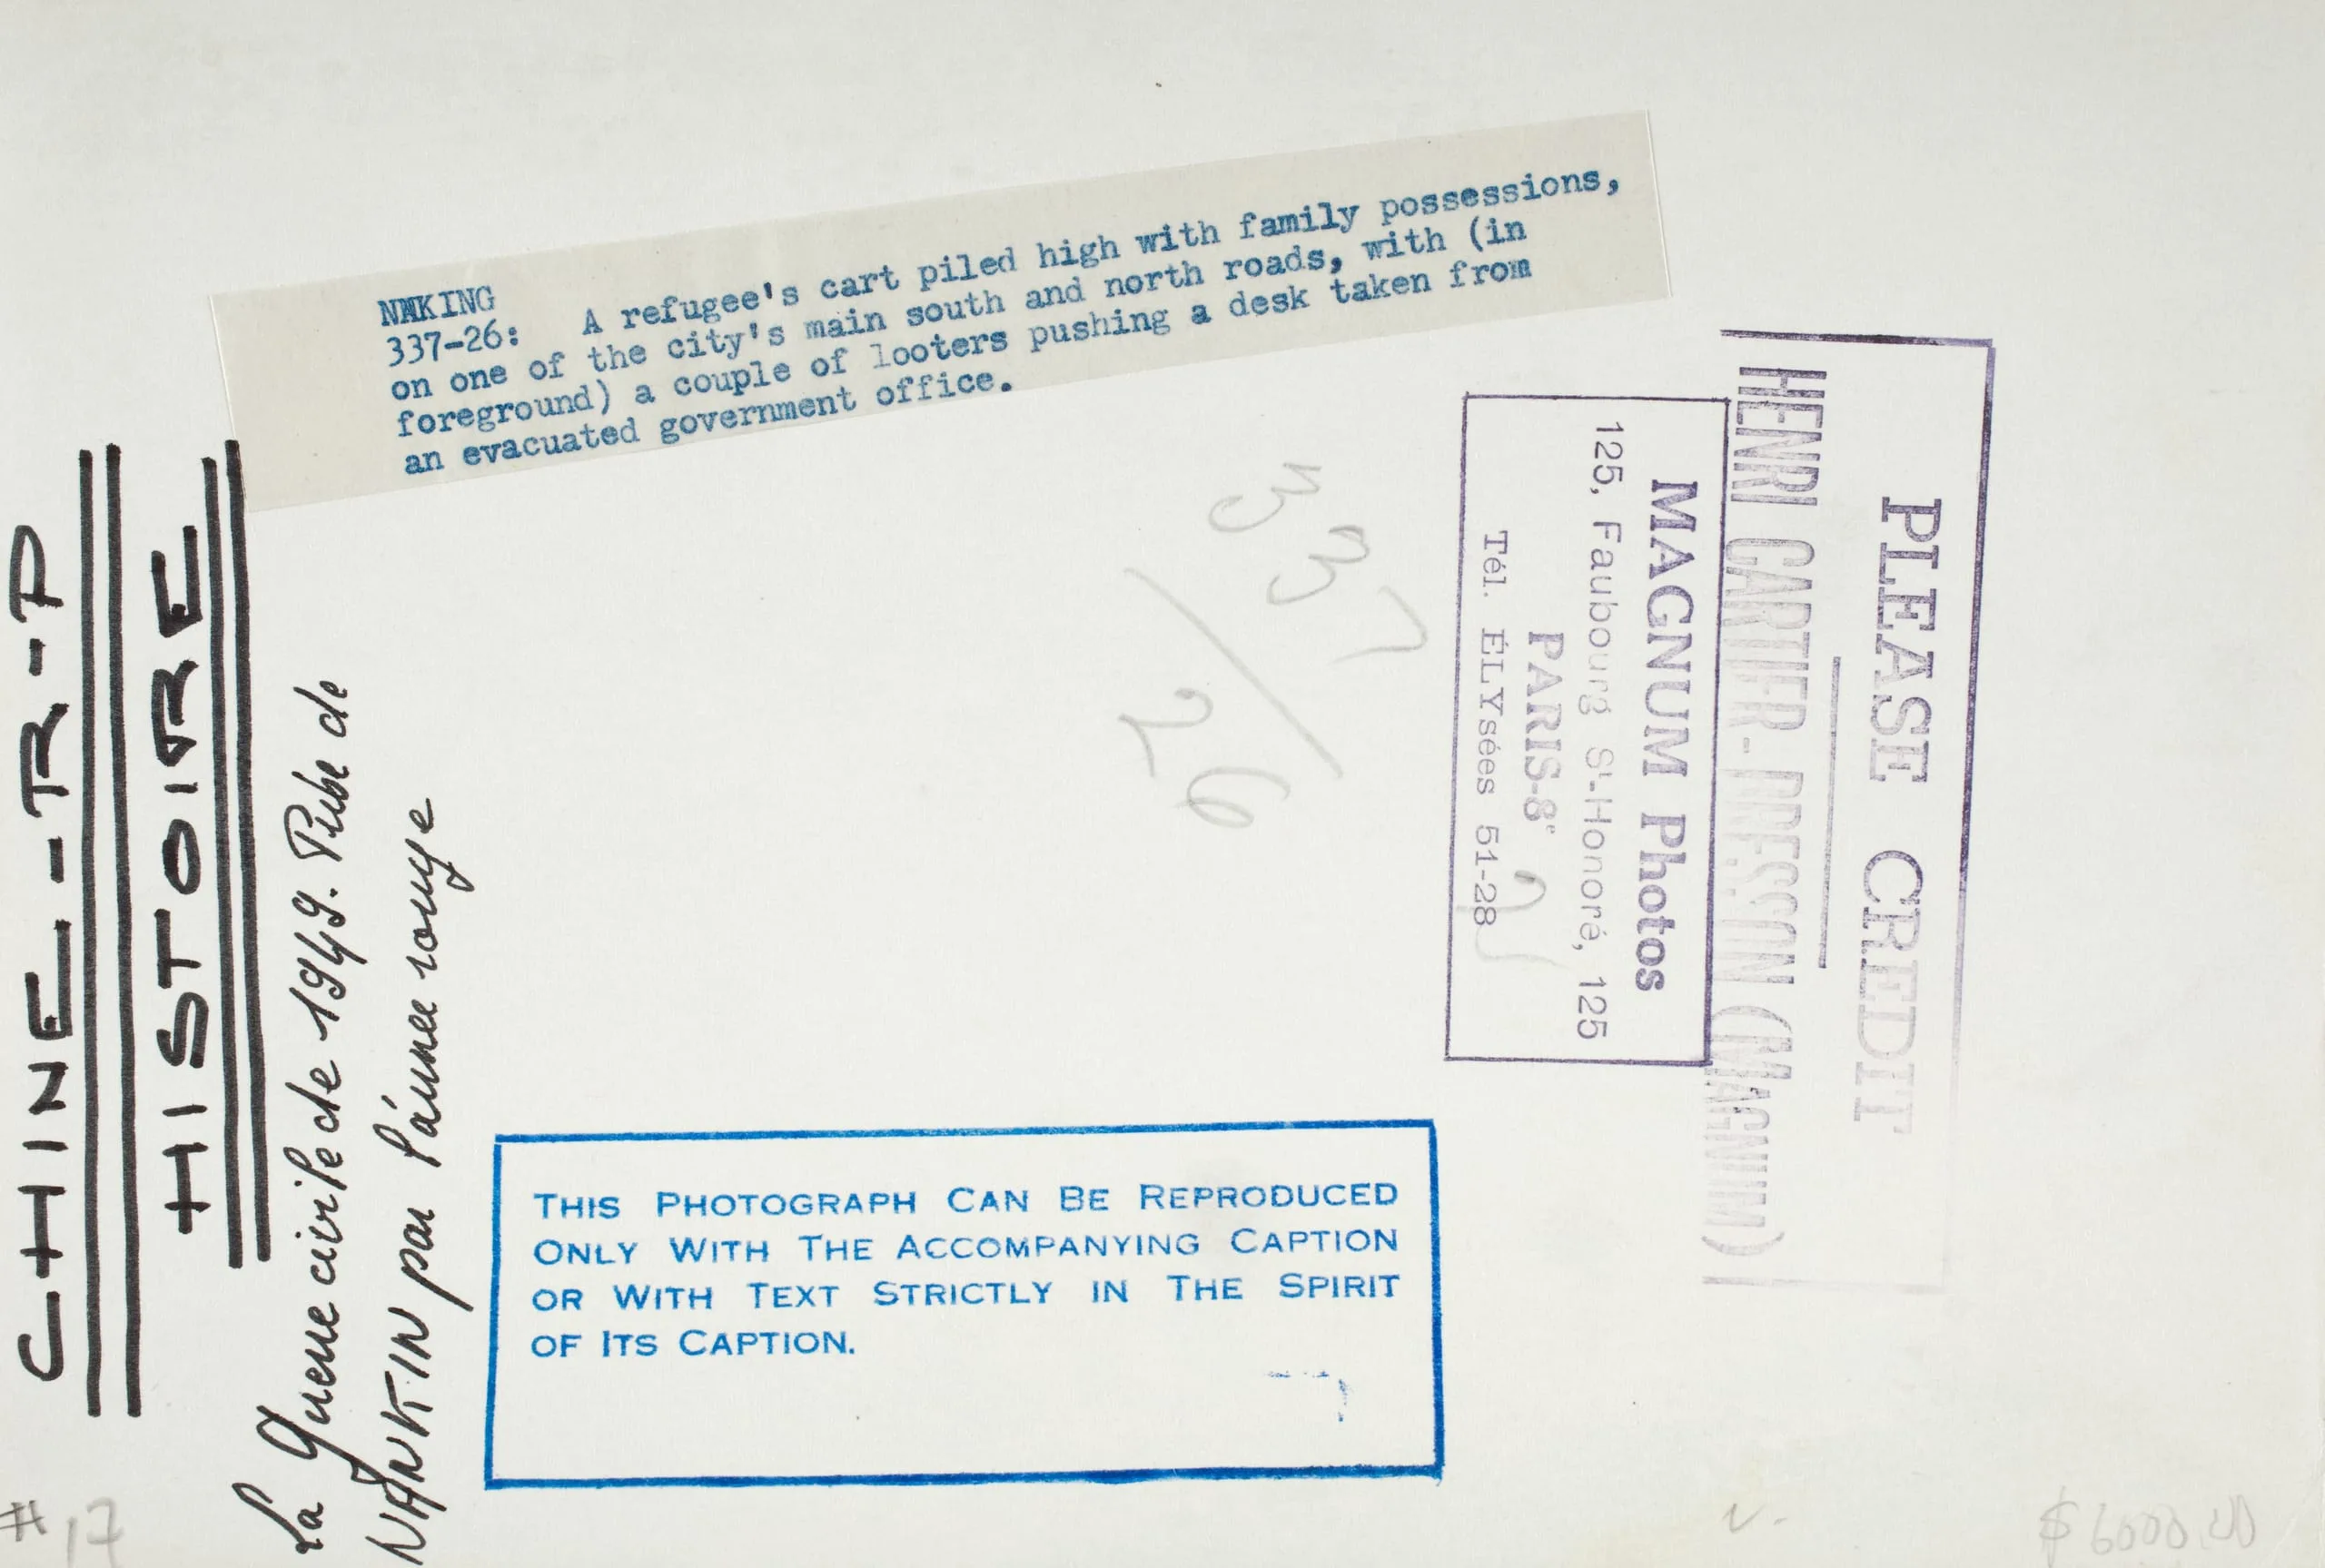 NNKING
337-26: A refugee's cart piled high with family possessions,
on one of the city's main south and north roads, with (in
foreground) a couple of looters pushing a desk taken from
an evacuated government office.
CHINE-R-P
HISTOIRE
La Guerre civile de 1949. Prise de
NANKIN par l'armée rouge
337/26
PLEASE CREDIT
HENRI CARTIER-BRESSON (MAGNUM)
MAGNUM Photos
125, Faubourg St-Honoré, 125
PARIS-8e
Tél. ÉLYsées 51-28
THIS PHOTOGRAPH CAN BE REPRODUCED
ONLY WITH THE ACCOMPANYING CAPTION
OR WITH TEXT STRICTLY IN THE SPIRIT
OF ITS CAPTION.
# 17
$6000.00